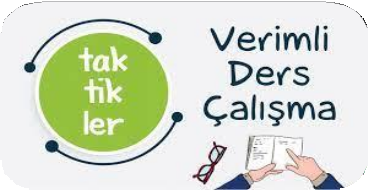 tak
tik
ler
Verimli
Ders
Çalışma